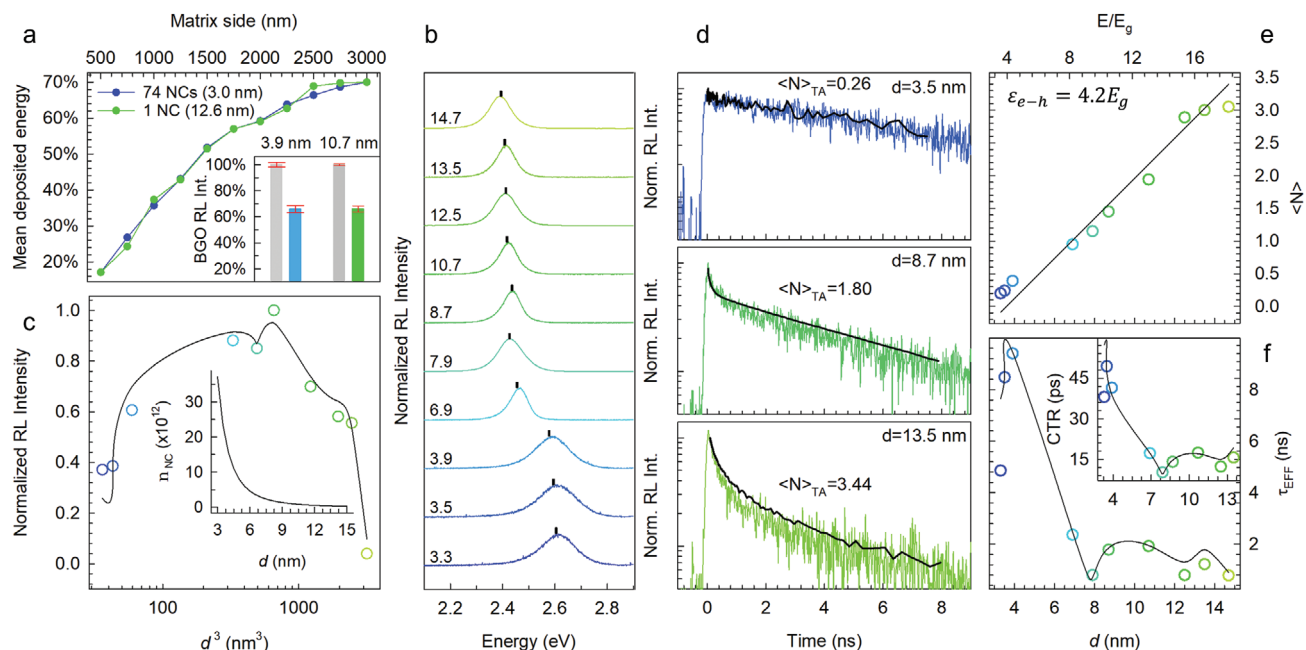 a
Matrix side (nm)
500 1000 1500 2000 2500 3000
70%
60%
50%
40%
30%
20%
Mean deposited energy
74 NCs (3.0 nm)
1 NC (12.6 nm)
3.9 nm 10.7 nm
100%
80%
60%
40%
20%
BGO RL Int.
c
1.0
0.8
0.6
0.4
0.2
0.0
Normalized RL Intensity
30
20
10
0
n_NC (x10^12)
3 6 9 12 15
d (nm)
100 1000
d^3 (nm^3)
b
14.7
13.5
12.5
10.7
8.7
7.9
6.9
3.9
3.5
3.3
Normalized RL Intensity
2.2 2.4 2.6 2.8
Energy (eV)
d
<N>_TA=0.26 d=3.5 nm
Norm. RL Int.
d=8.7 nm
<N>_TA=1.80
Norm. RL Int.
d=13.5 nm
<N>_TA=3.44
Norm. RL Int.
0 2 4 6 8
Time (ns)
e
E/E_g
5 10 15
ε_e−h = 4.2E_g
3.5
3.0
2.5
2.0
1.5
1.0
0.5
0.0
<N>
f
45
30
15
CTR (ps)
4 7 10 13
8
6
4
2
τ_EFF (ns)
4 6 8 10 12 14
d (nm)